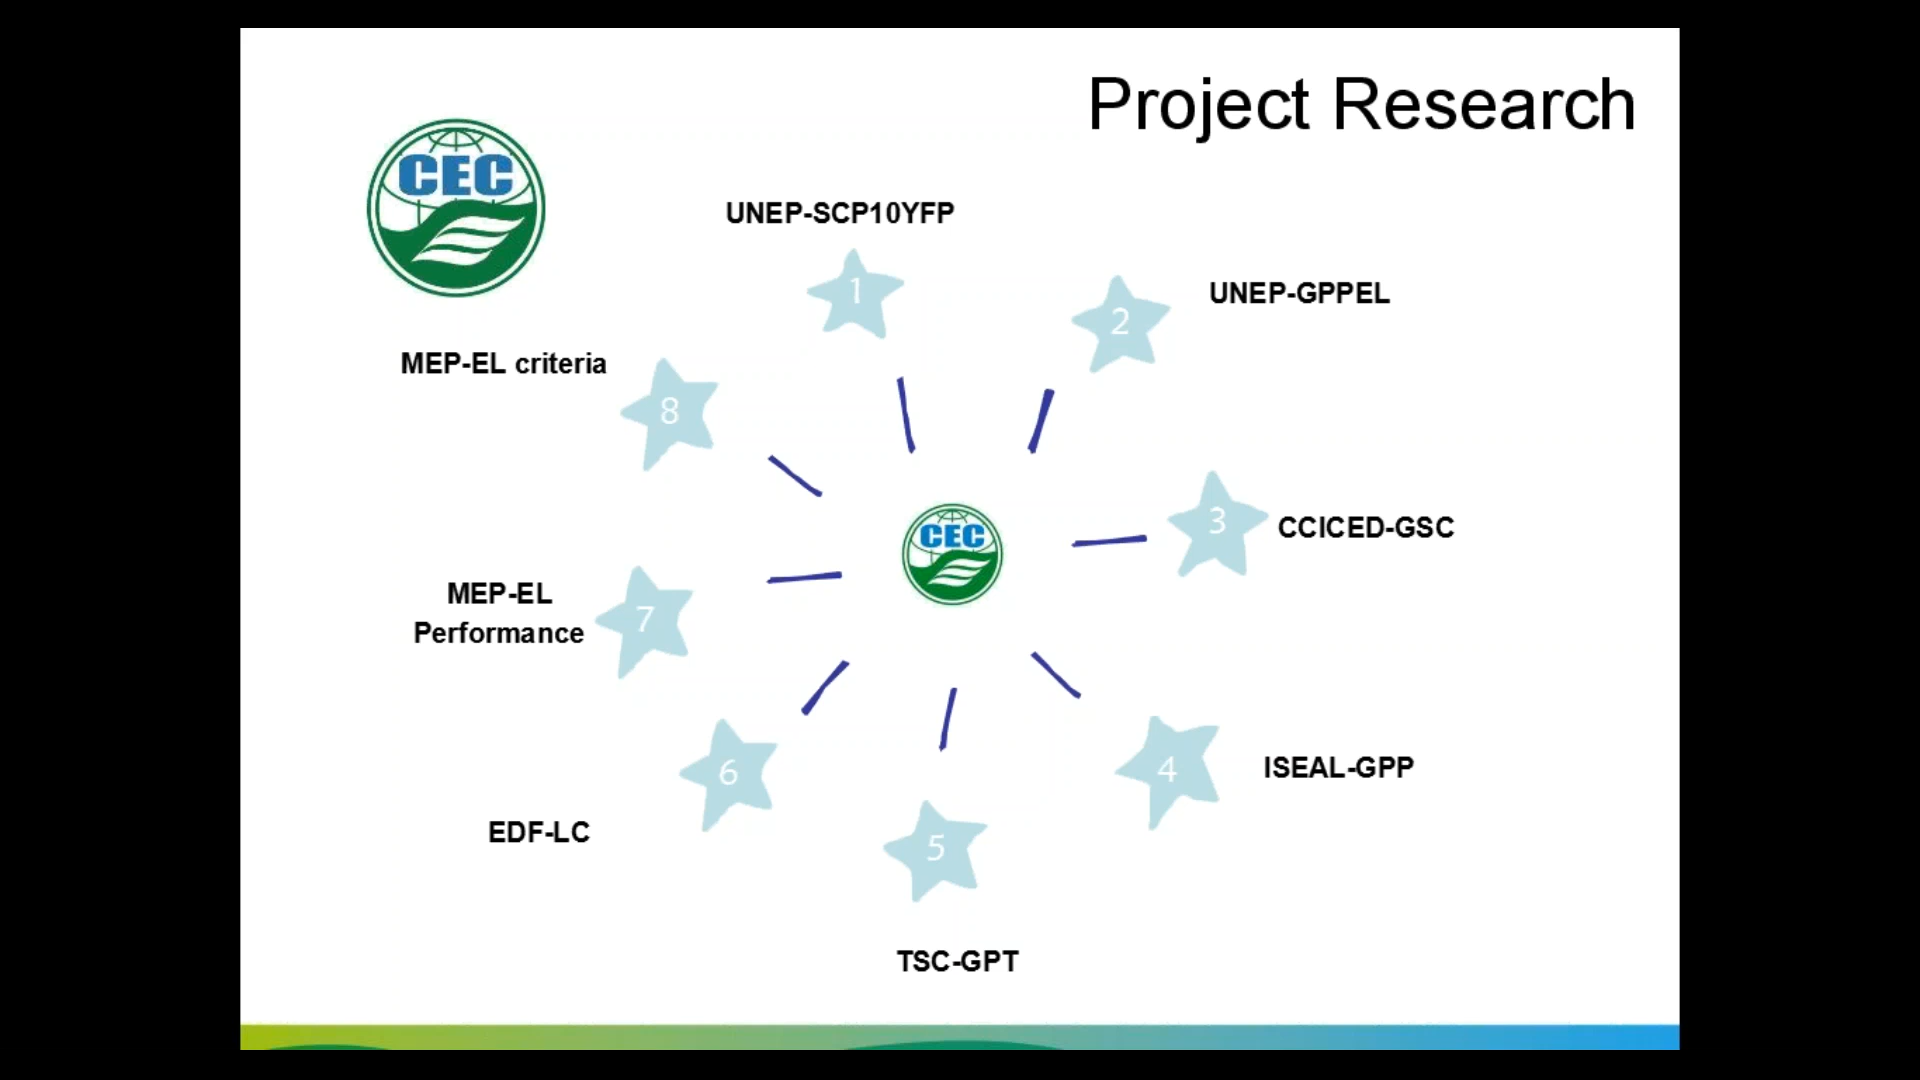 Project Research
CEC
UNEP-SCP10YFP
1
2
UNEP-GPPEL
MEP-EL criteria
8
3
CCICED-GSC
CEC
MEP-EL
Performance
7
4
ISEAL-GPP
6
EDF-LC
5
TSC-GPT